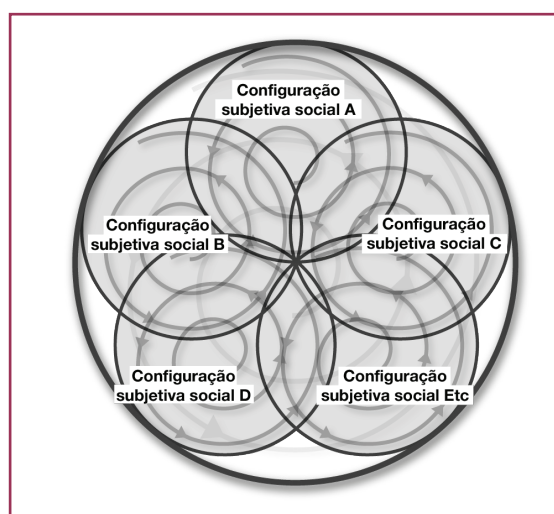 Configuração
subjetiva social A
Configuração
subjetiva social B
Configuração
subjetiva social C
Configuração
subjetiva social D
Configuração
subjetiva social Etc